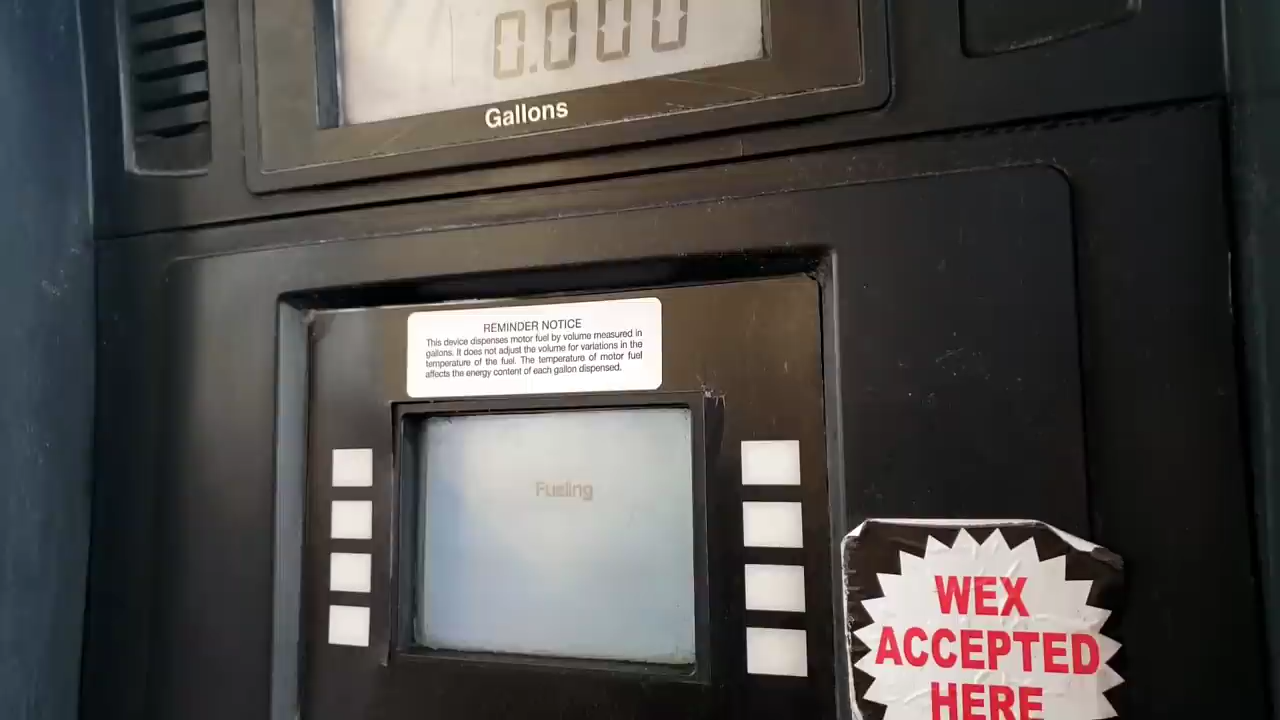 0.000
Gallons
REMINDER NOTICE
This device dispenses motor fuel by volume measured in
gallons. It does not adjust the volume for variations in the
temperature of the fuel. The temperature of motor fuel
affects the energy content of each gallon dispensed.
Fueling
WEX
ACCEPTED
HERE